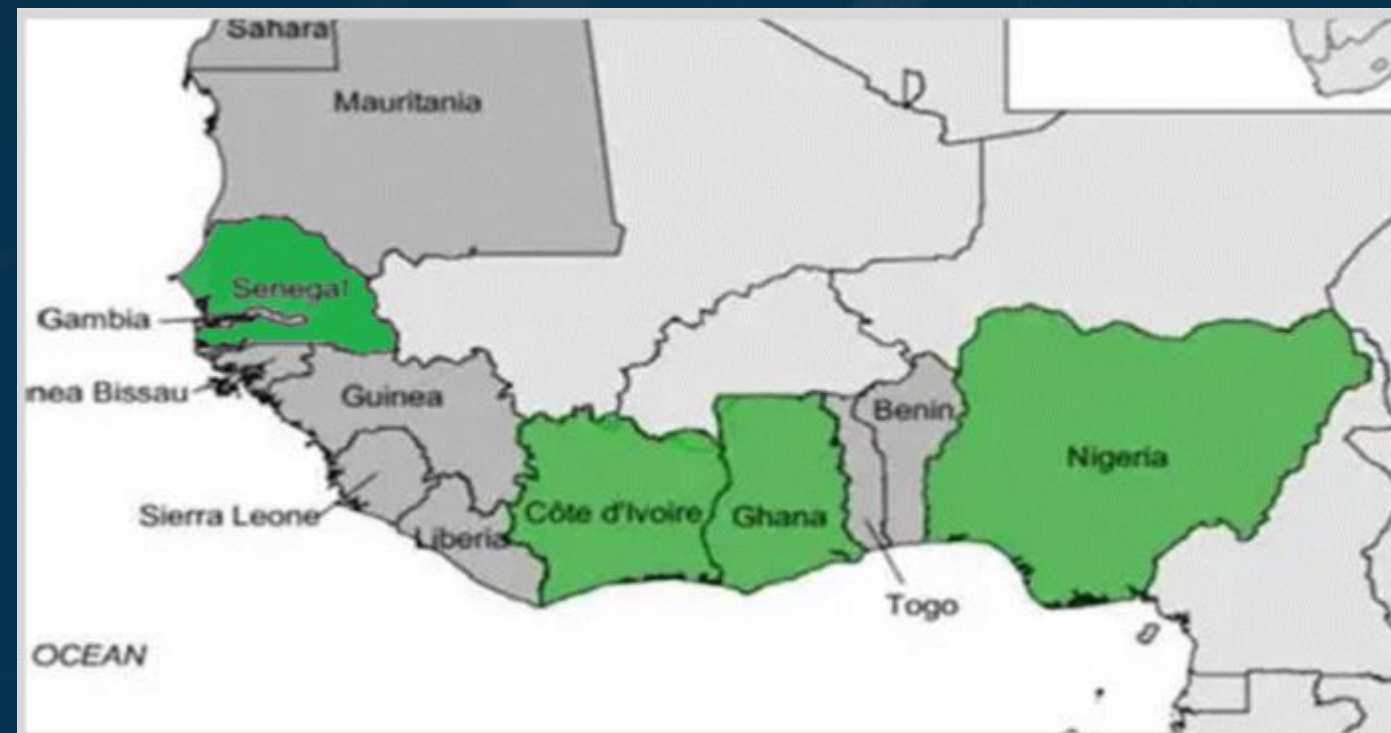 Sahara
Mauritania
Senegal
Gambia
nea Bissau
Guinea
Benin
Nigeria
Sierra Leone
Liberia
Côte d'Ivoire
Ghana
Togo
OCEAN